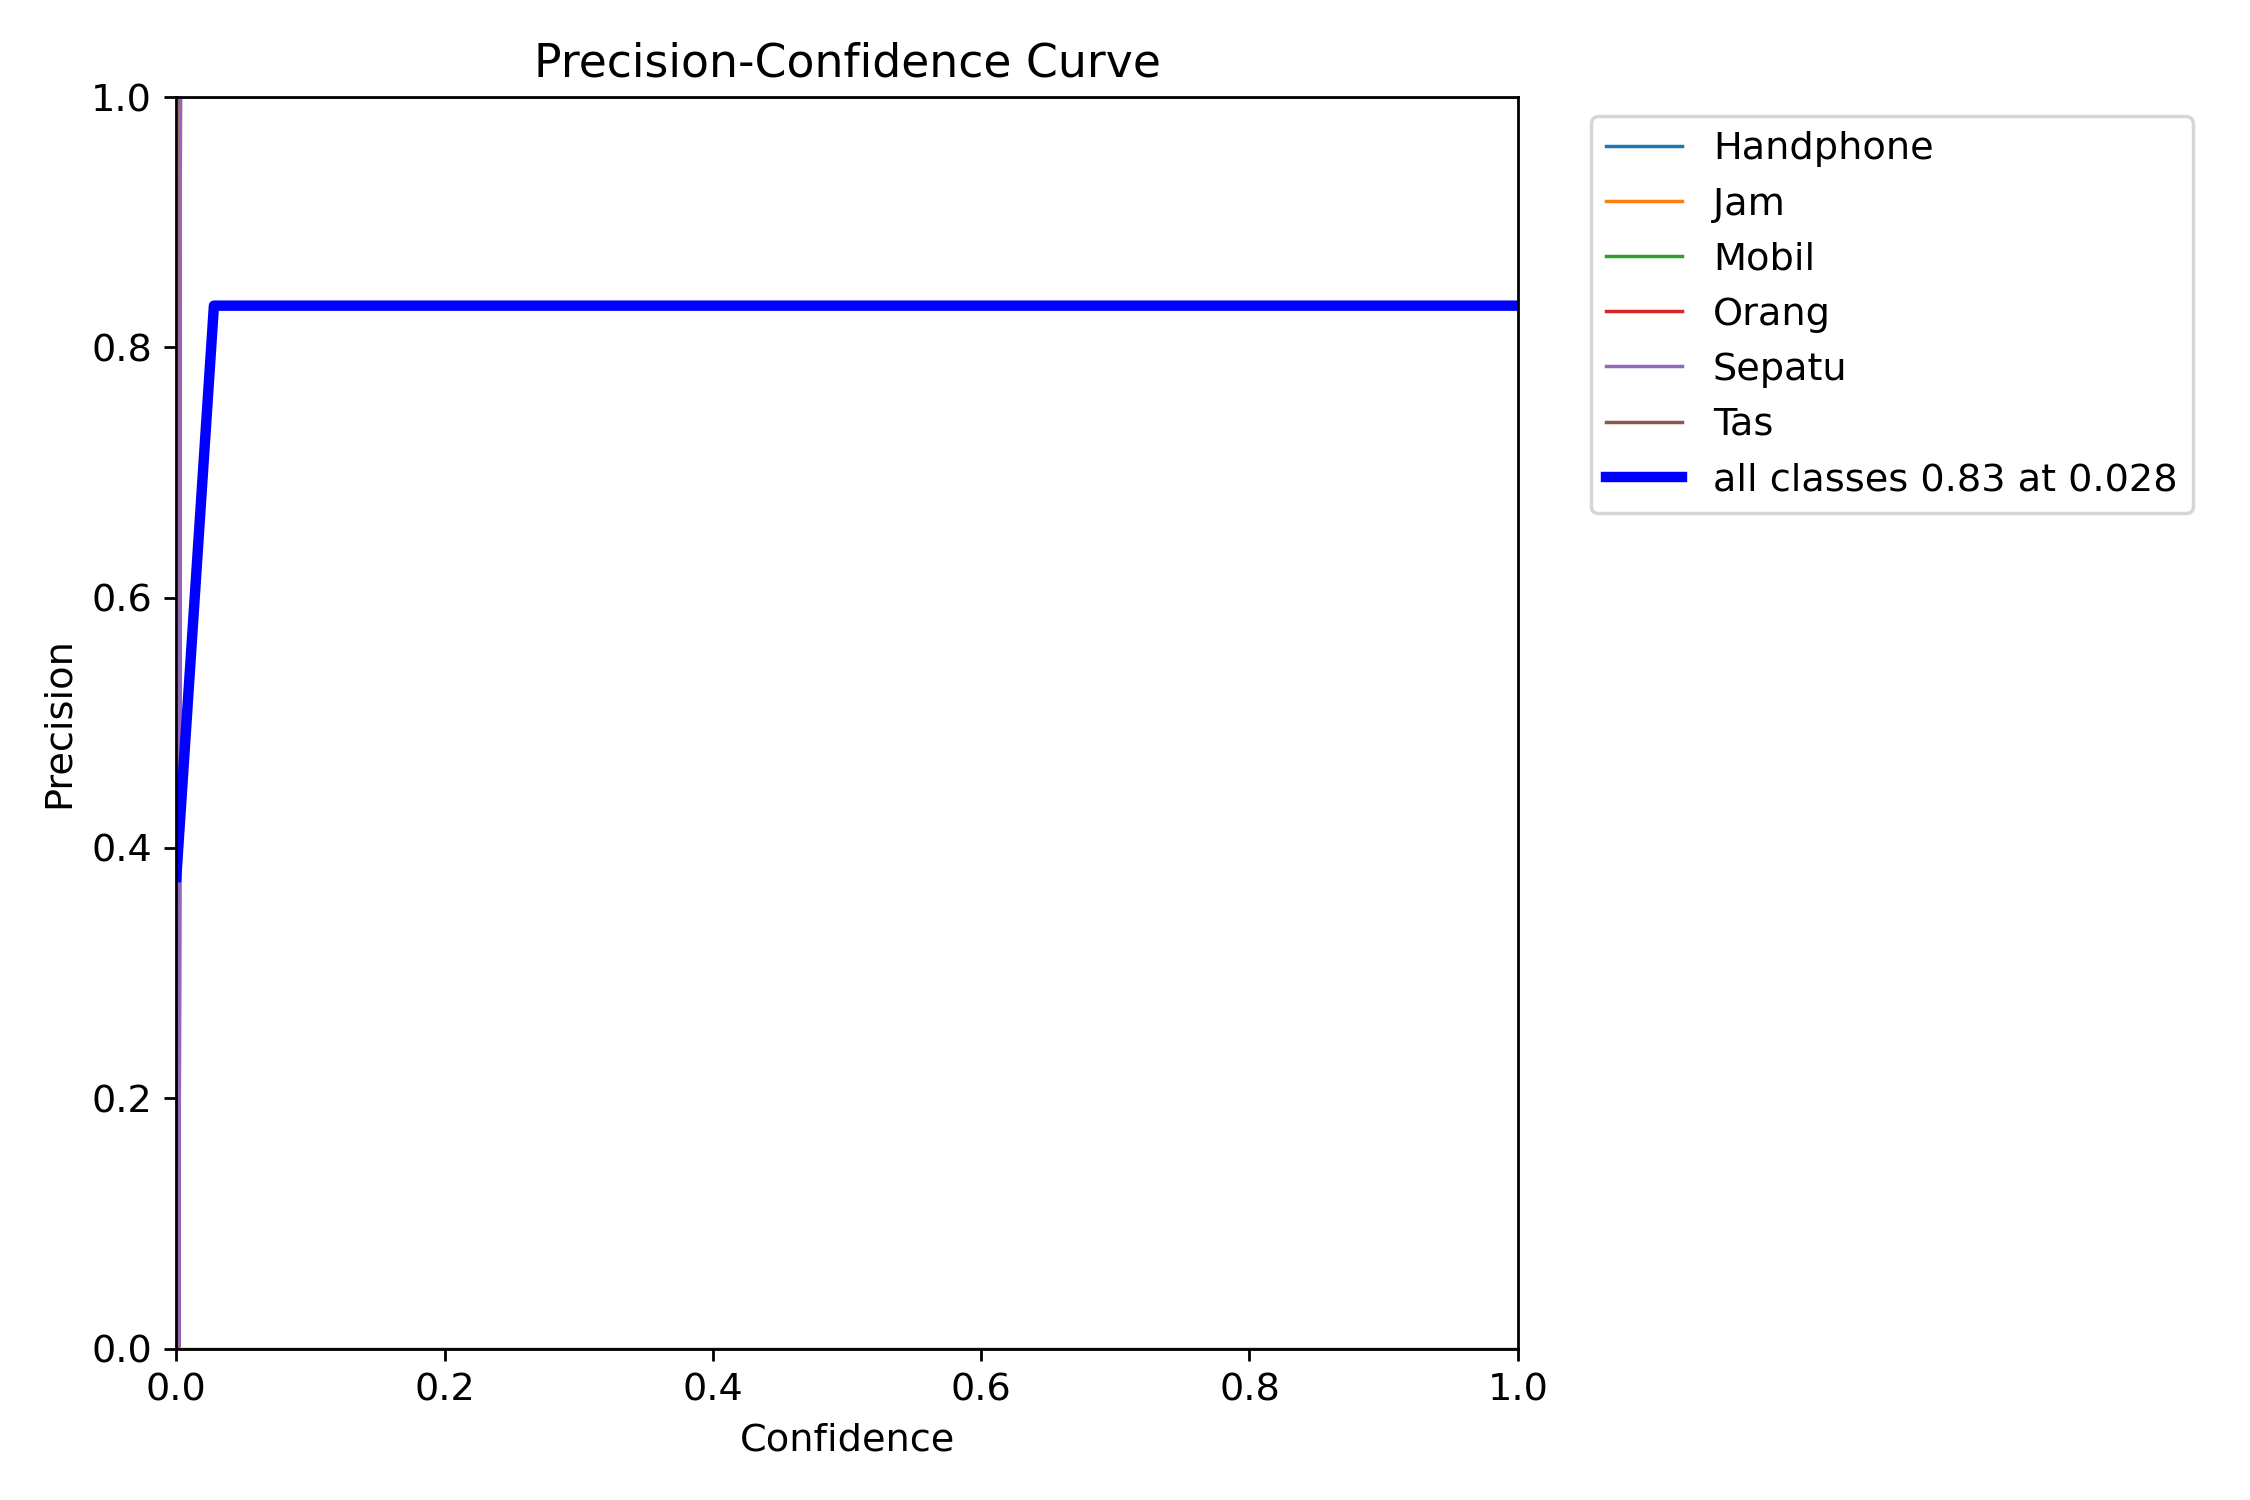 Precision-Confidence Curve
1.0
0.8
0.6
0.4
0.2
0.0
Precision
0.0 0.2 0.4 0.6 0.8 1.0
Confidence
Handphone
Jam
Mobil
Orang
Sepatu
Tas
all classes 0.83 at 0.028